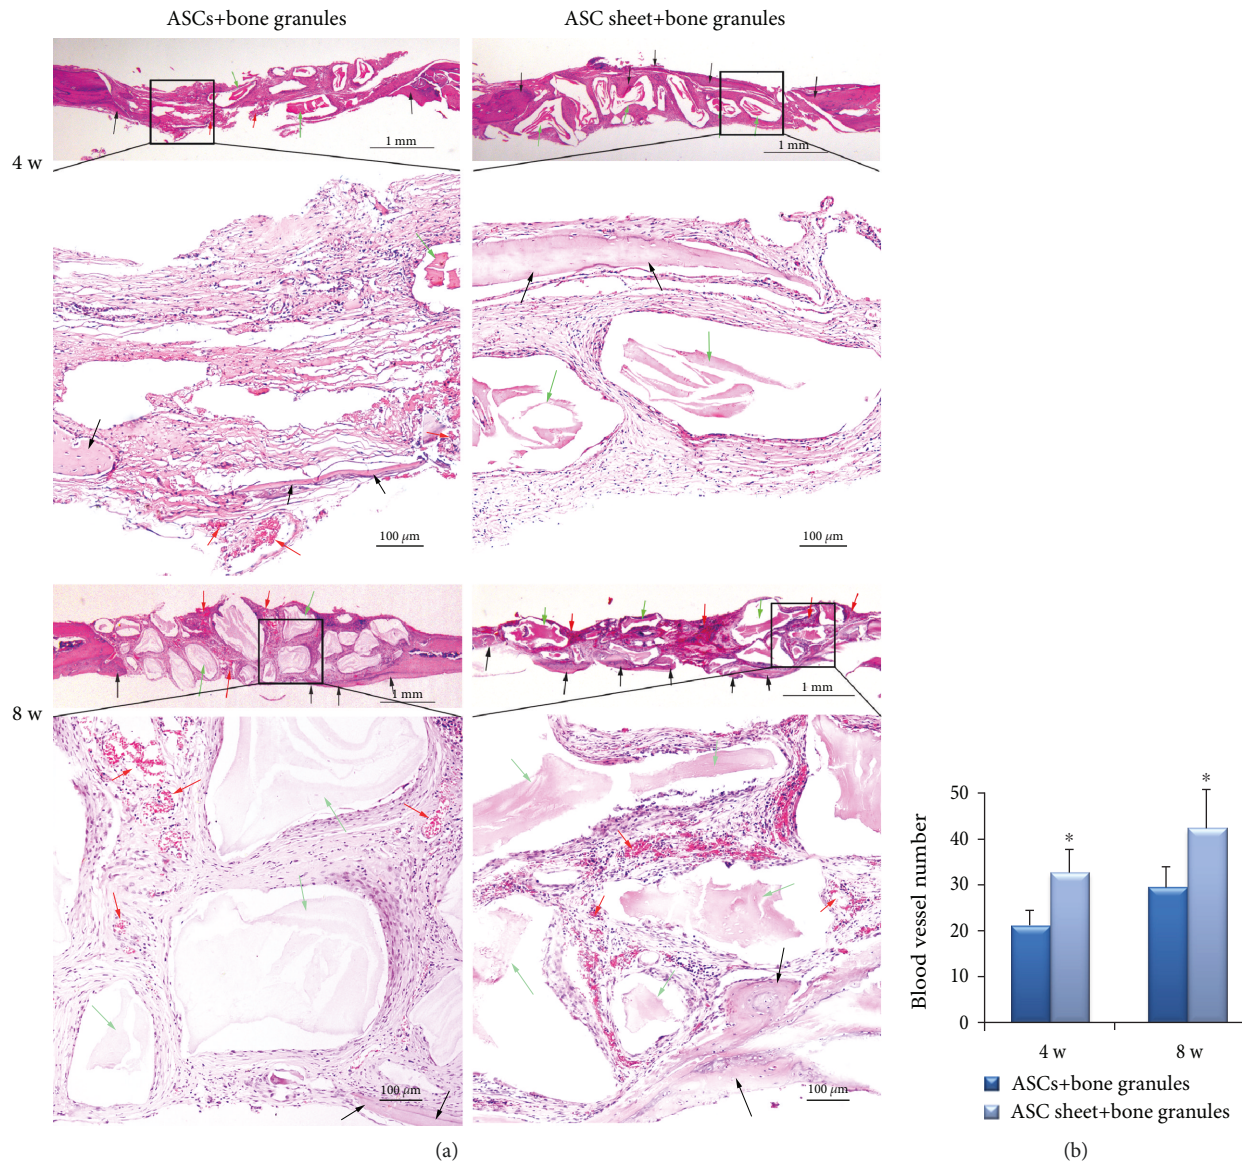 ASCs+bone granules
ASC sheet+bone granules
1 mm
1 mm
4 w
100 μm
100 μm
1 mm
1 mm
8 w
100 μm
100 μm
(a)
Blood vessel number
50
40
30
20
10
0
*
*
4 w
8 w
ASCs+bone granules
ASC sheet+bone granules
(b)